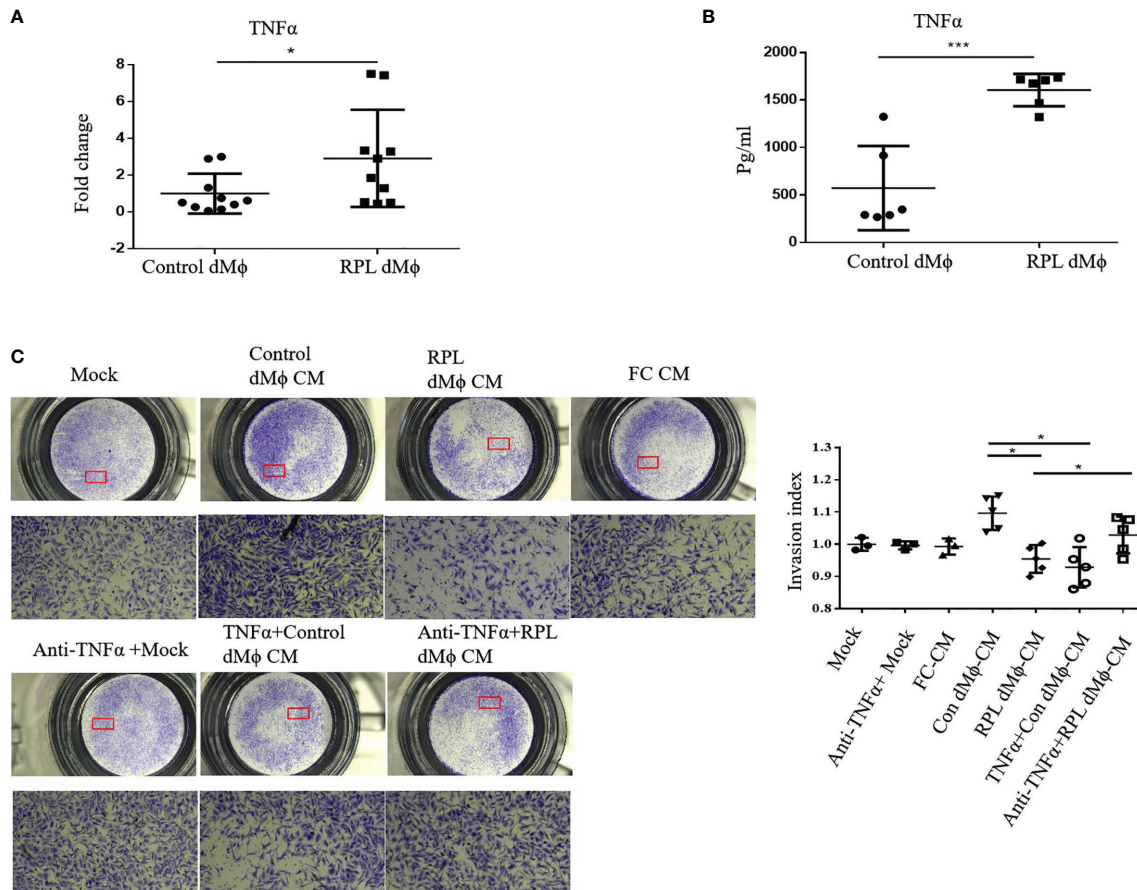 A
TNFα
*
Fold change
8
6
4
2
0
-2
Control dMϕ
RPL dMϕ
B
TNFα
***
Pg/ml
2000
1500
1000
500
0
Control dMϕ
RPL dMϕ
C
Mock
Control
dMϕ CM
RPL
dMϕ CM
FC CM
Anti-TNFα +Mock
TNFα+Control
dMϕ CM
Anti-TNFα+RPL
dMϕ CM
*
*
*
Invasion index
1.3
1.2
1.1
1.0
0.9
0.8
Mock
Anti-TNFα+ Mock
FC-CM
Con dMϕ-CM
RPL dMϕ-CM
TNFα+Con dMϕ-CM
Anti-TNFα+RPL dMϕ-CM